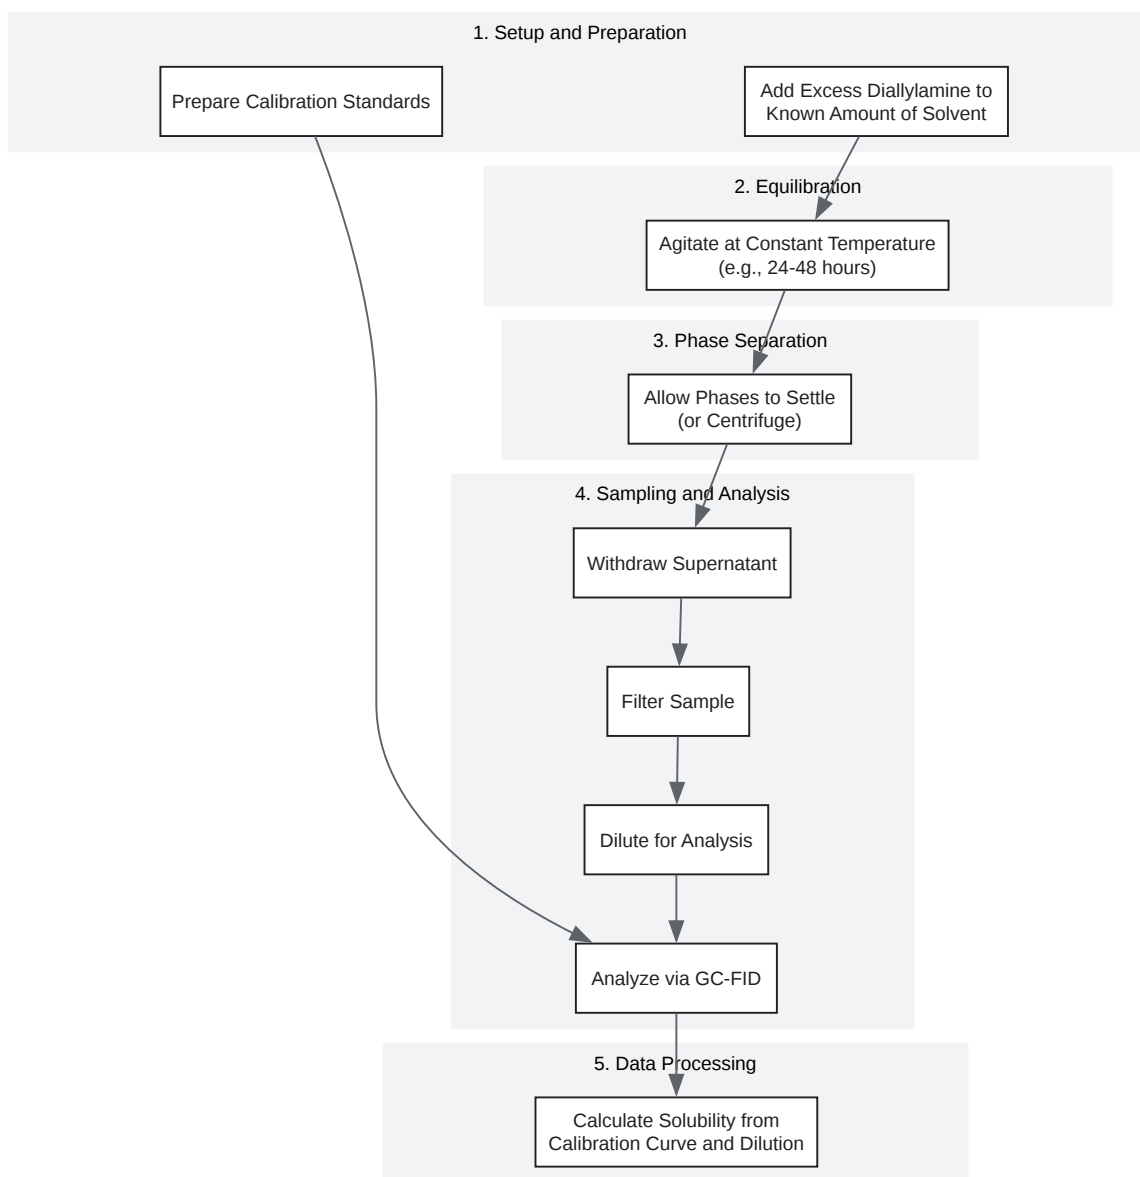 1. Setup and Preparation
Prepare Calibration Standards
Add Excess Diallylamine to
Known Amount of Solvent
2. Equilibration
Agitate at Constant Temperature
(e.g., 24-48 hours)
3. Phase Separation
Allow Phases to Settle
(or Centrifuge)
4. Sampling and Analysis
Withdraw Supernatant
Filter Sample
Dilute for Analysis
Analyze via GC-FID
5. Data Processing
Calculate Solubility from
Calibration Curve and Dilution